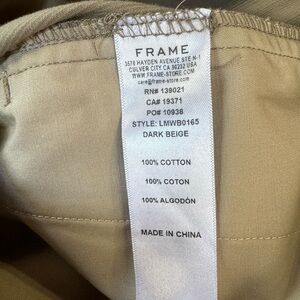 FRAME
3578 HAYDEN AVENUE STE N-1
CULVER CITY, CA 90232 USA
WWW.FRAME-STORE.COM
care@frame-store.com
RN# 139021
CA# 19371
PO# 10938
STYLE: LMWB0165
DARK BEIGE
100% COTTON
100% COTON
100% ALGODÓN
MADE IN CHINA